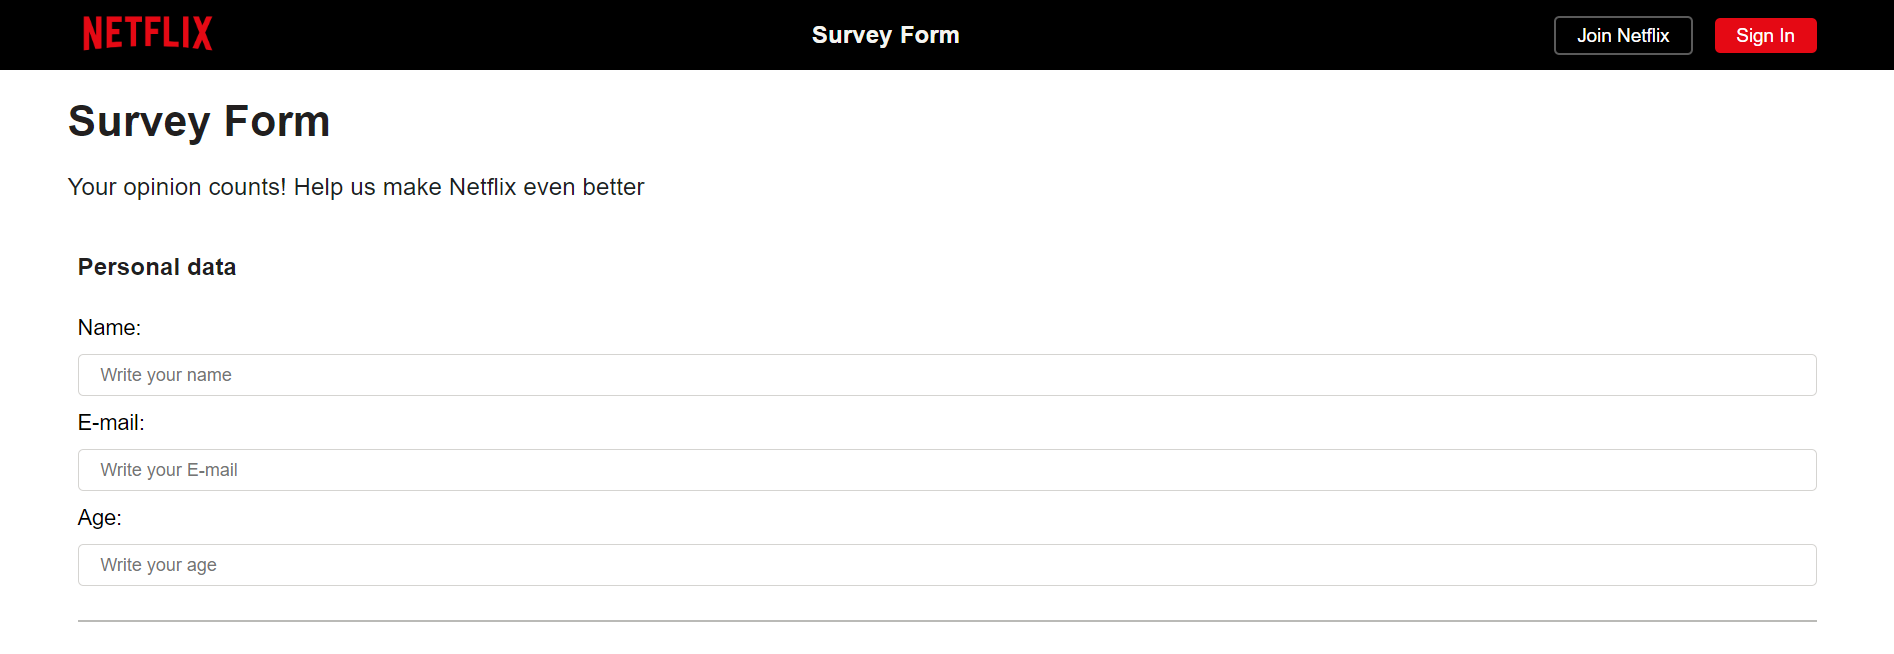 NETFLIX Survey Form Join Netflix Sign In
Survey Form
Your opinion counts! Help us make Netflix even better
Personal data
Name:
Write your name
E-mail:
Write your E-mail
Age:
Write your age